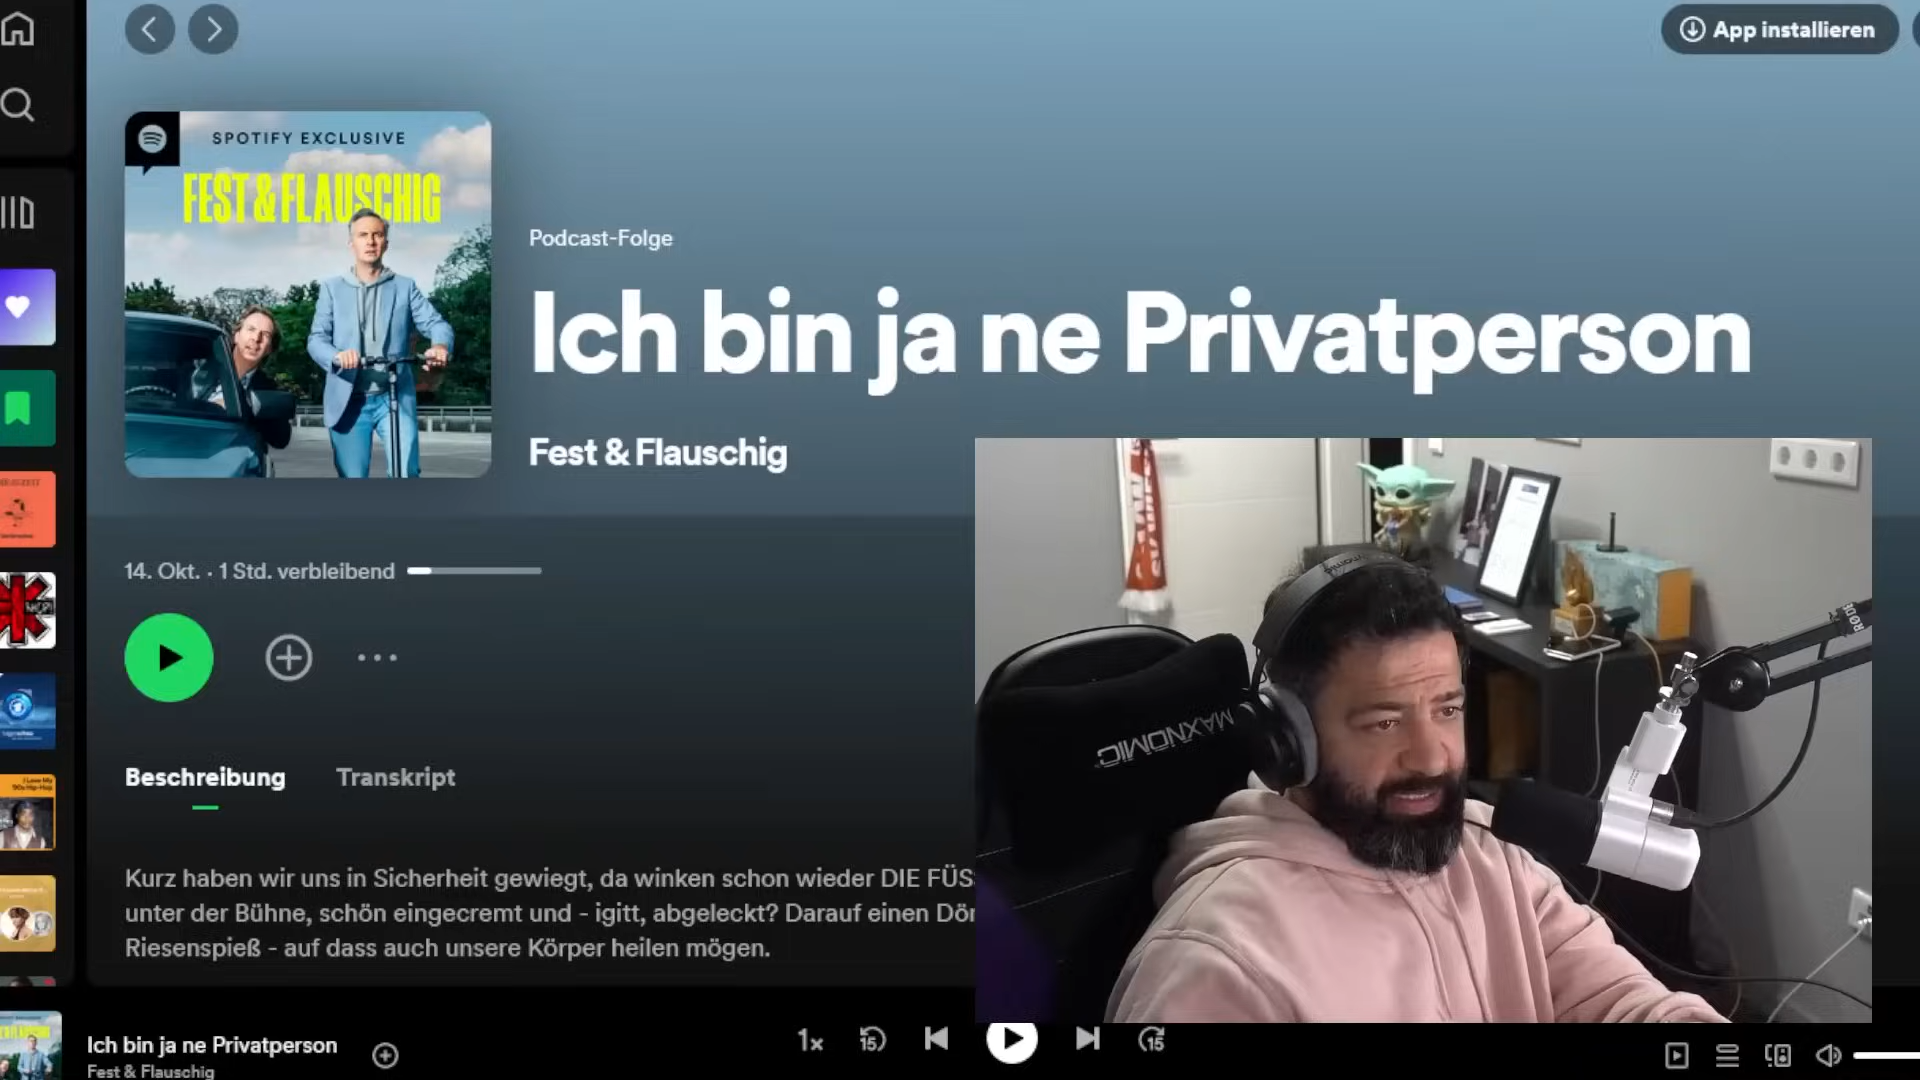 App installieren
SPOTIFY EXCLUSIVE
FEST & FLAUSCHIG
Podcast-Folge
Ich bin ja ne Privatperson
Fest & Flauschig
14. Okt. · 1 Std. verbleibend
MAXNOMIC
RØDE
Beschreibung
Transkript
Kurz haben wir uns in Sicherheit gewiegt, da winken schon wieder DIE FÜS
unter der Bühne, schön eingecremt und - igitt, abgeleckt? Darauf einen Dör
Riesenspieß - auf dass auch unsere Körper heilen mögen.
Ich bin ja ne Privatperson
Fest & Flauschig
1x
15
15